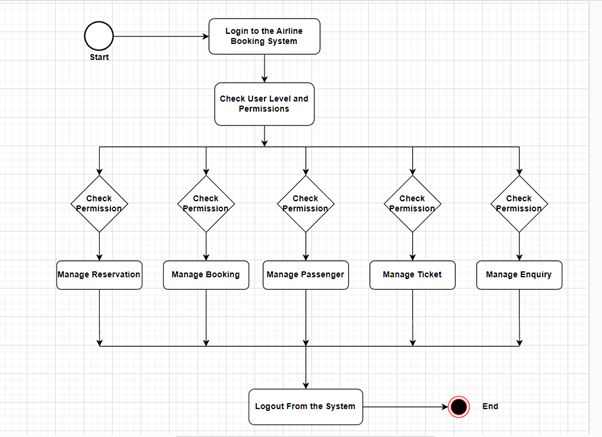 Login to the Airline
Booking System
Start
Check User Level and
Permissions
Check
Permission
Check
Permission
Check
Permission
Check
Permission
Check
Permission
Manage Reservation
Manage Booking
Manage Passenger
Manage Ticket
Manage Enquiry
Logout From the System
End